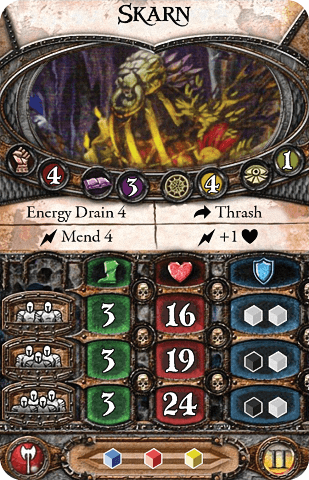 SKARN
4 3 4 1
Energy Drain 4 Thrash
Mend 4 +1
3 16
3 19
3 24
II